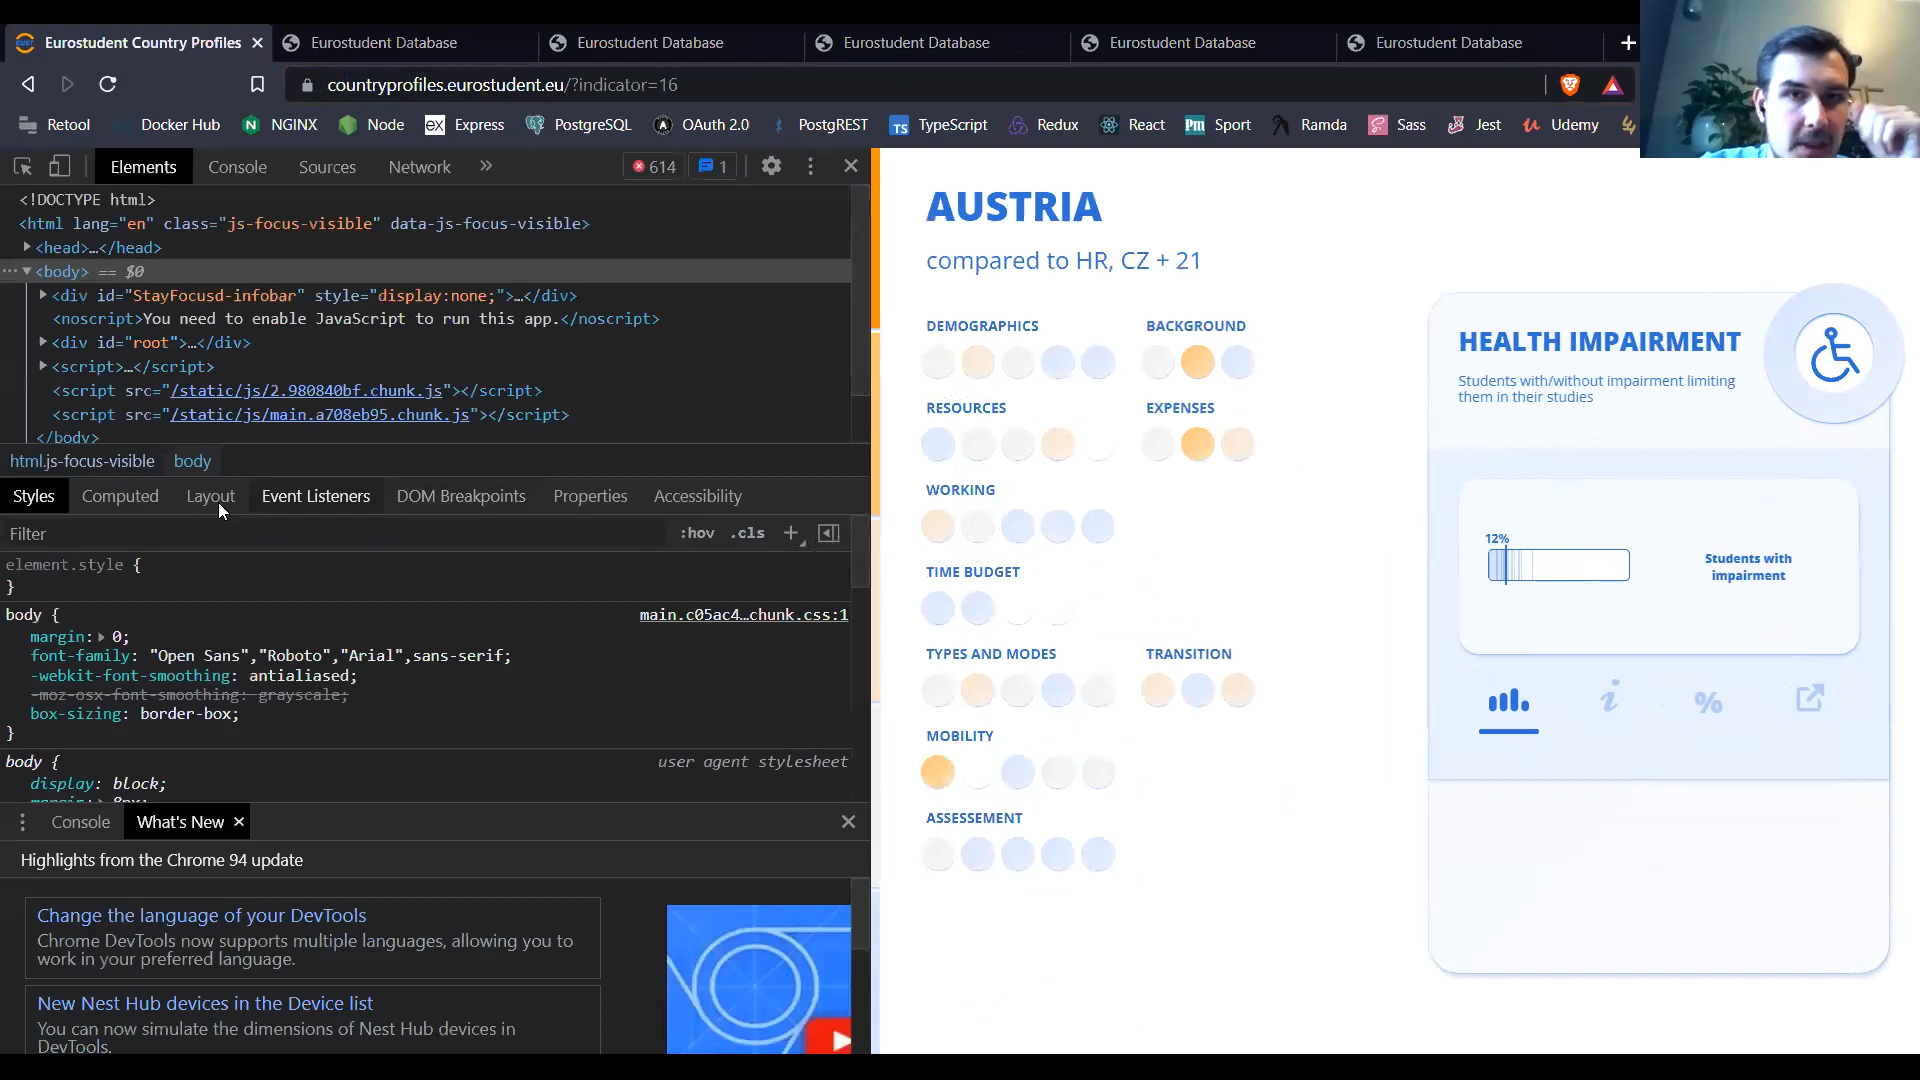 Eurostudent Country Profiles
Eurostudent Database
Eurostudent Database
Eurostudent Database
Eurostudent Database
Eurostudent Database
countryprofiles.eurostudent.eu/?indicator=16
Retool
Docker Hub
NGINX
Node
ex Express
PostgreSQL
OAuth 2.0
PostgREST
TS TypeScript
Redux
React
Pm Sport
Ramda
Sass
Jest
Udemy
Elements
Console
Sources
Network
»
614
1
<!DOCTYPE html>
<html lang="en" class="js-focus-visible" data-js-focus-visible>
<head>…</head>
<body> == $0
<div id="StayFocusd-infobar" style="display:none;">…</div>
<noscript>You need to enable JavaScript to run this app.</noscript>
<div id="root">…</div>
<script>…</script>
<script src="/static/js/2.980840bf.chunk.js"></script>
<script src="/static/js/main.a708eb95.chunk.js"></script>
</body>
html.js-focus-visible
body
Styles
Computed
Layout
Event Listeners
DOM Breakpoints
Properties
Accessibility
Filter
:hov
.cls
element.style {
}
body {
main.c05ac4…chunk.css:1
margin: 0;
font-family: "Open Sans","Roboto","Arial",sans-serif;
-webkit-font-smoothing: antialiased;
-moz-osx-font-smoothing: grayscale;
box-sizing: border-box;
}
body {
user agent stylesheet
display: block;
margin: 8px;
Console
What's New
Highlights from the Chrome 94 update
Change the language of your DevTools
Chrome DevTools now supports multiple languages, allowing you to
work in your preferred language.
New Nest Hub devices in the Device list
You can now simulate the dimensions of Nest Hub devices in
DevTools.
AUSTRIA
compared to HR, CZ + 21
DEMOGRAPHICS
BACKGROUND
RESOURCES
EXPENSES
WORKING
TIME BUDGET
TYPES AND MODES
TRANSITION
MOBILITY
ASSESSEMENT
HEALTH IMPAIRMENT
Students with/without impairment limiting
them in their studies
12%
Students with
impairment
i
%